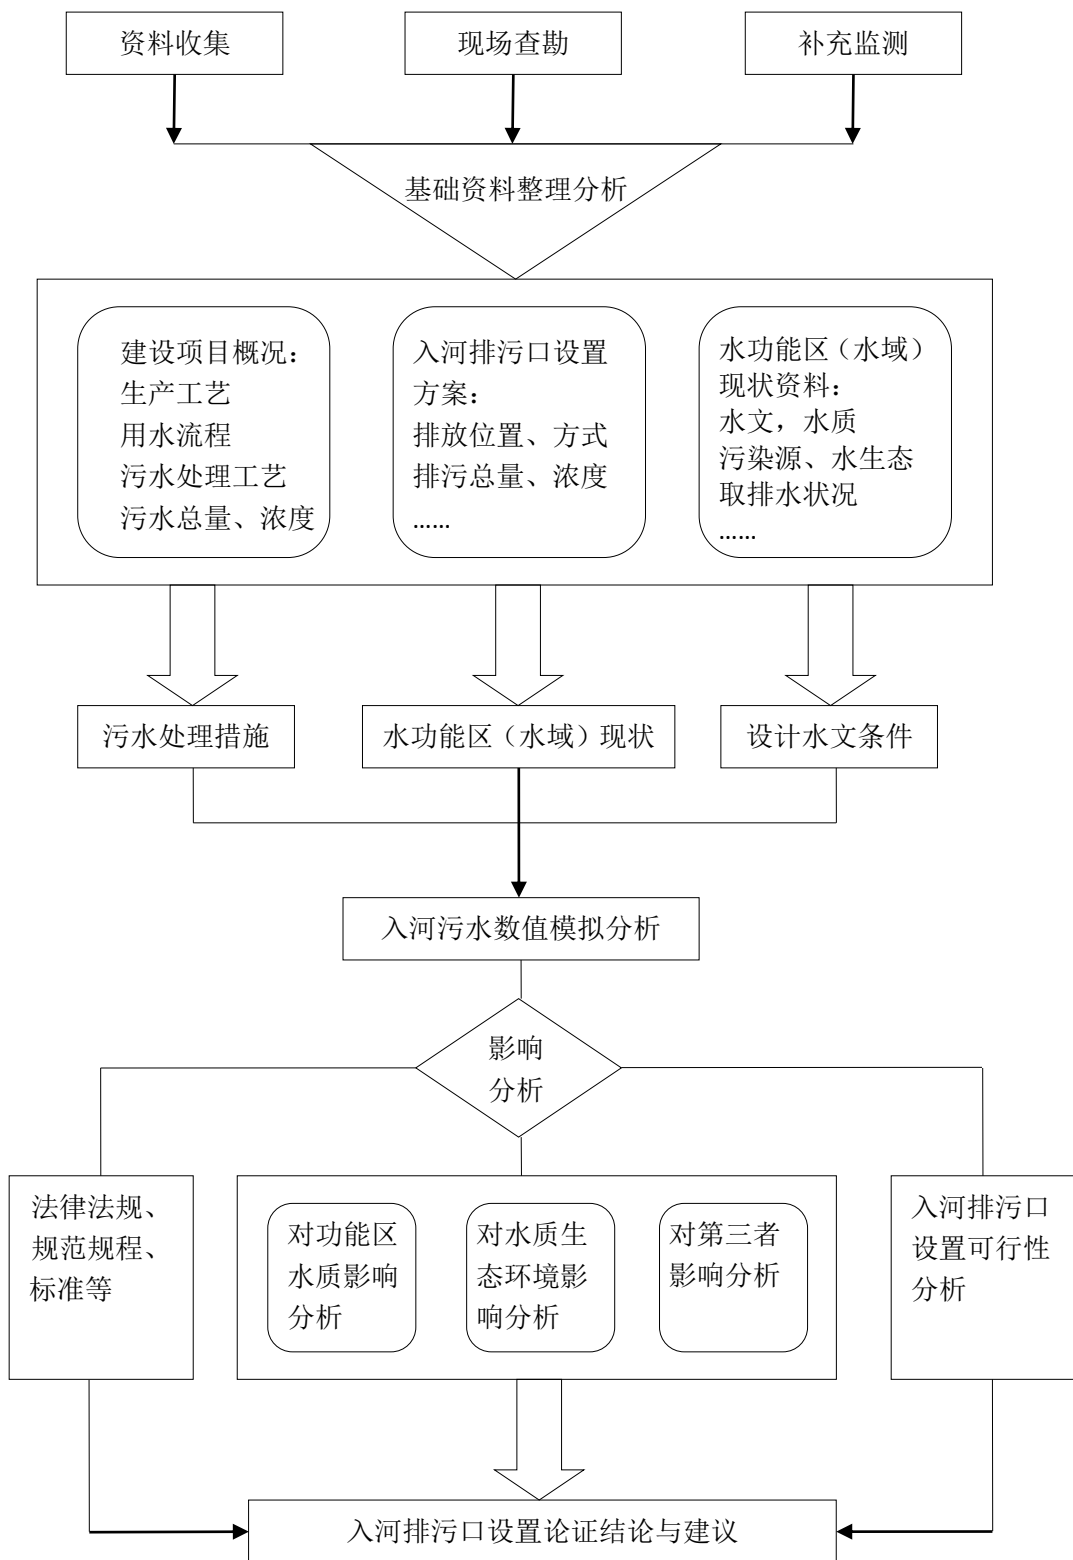 资料收集
现场查勘
补充监测
基础资料整理分析
建设项目概况：
生产工艺
用水流程
污水处理工艺
污水总量、浓度
入河排污口设置
方案：
排放位置、方式
排污总量、浓度
......
水功能区（水域）
现状资料：
水文，水质
污染源、水生态
取排水状况
......
污水处理措施
水功能区（水域）现状
设计水文条件
入河污水数值模拟分析
影响
分析
法律法规、
规范规程、
标准等
对功能区
水质影响
分析
对水质生
态环境影
响分析
对第三者
影响分析
入河排污口
设置可行性
分析
入河排污口设置论证结论与建议